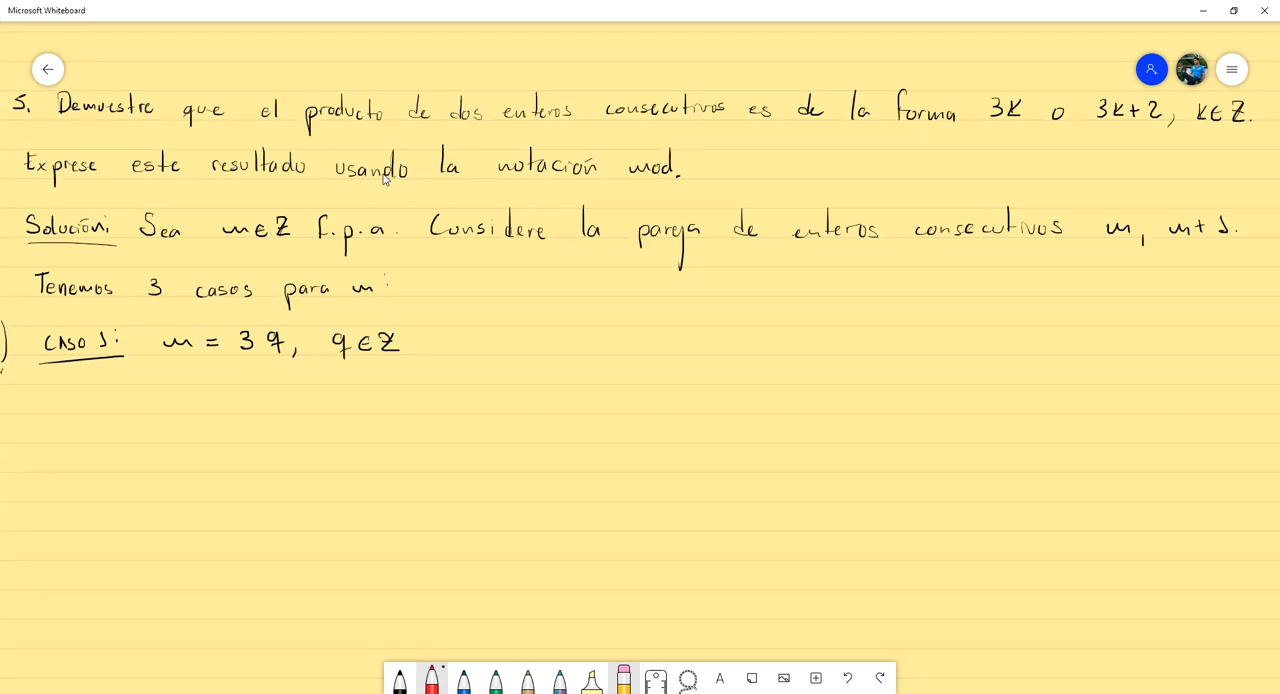 Microsoft Whiteboard
5. Demuestre que el producto de dos enteros consecutivos es de la forma 3K o 3K+2, K∈Z.
Exprese este resultado usando la notación mod.
Solución: Sea m∈Z f.p.a. Considere la pareja de enteros consecutivos m, m+1.
Tenemos 3 casos para m:
) Caso 1: m = 3q, q∈Z
A